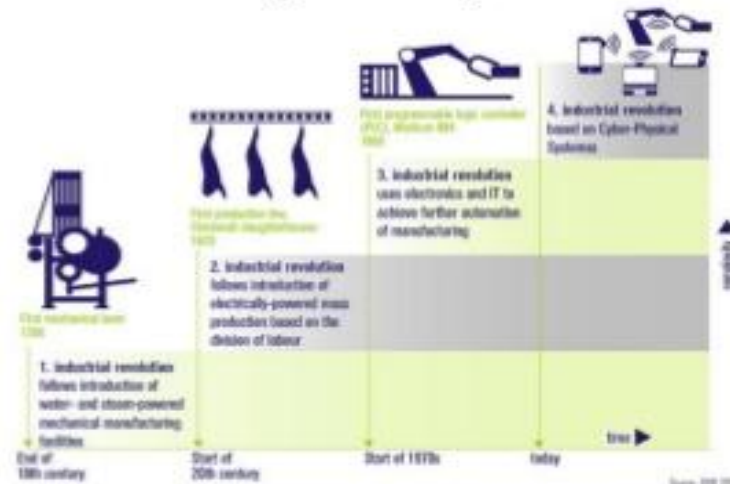 First programmable logic controller
(PLC), Modicon 084
1969
4. industrial revolution
based on Cyber-Physical
Systems
3. industrial revolution
uses electronics and IT to
achieve further automation
of manufacturing
First production line,
Cincinnati slaughterhouses
1870
2. industrial revolution
follows introduction of
electrically-powered mass
production based on the
division of labour
First mechanical loom
1784
1. industrial revolution
follows introduction of
water- and steam-powered
mechanical manufacturing
facilities
complexity
time
End of
18th century
Start of
20th century
Start of 1970s
today